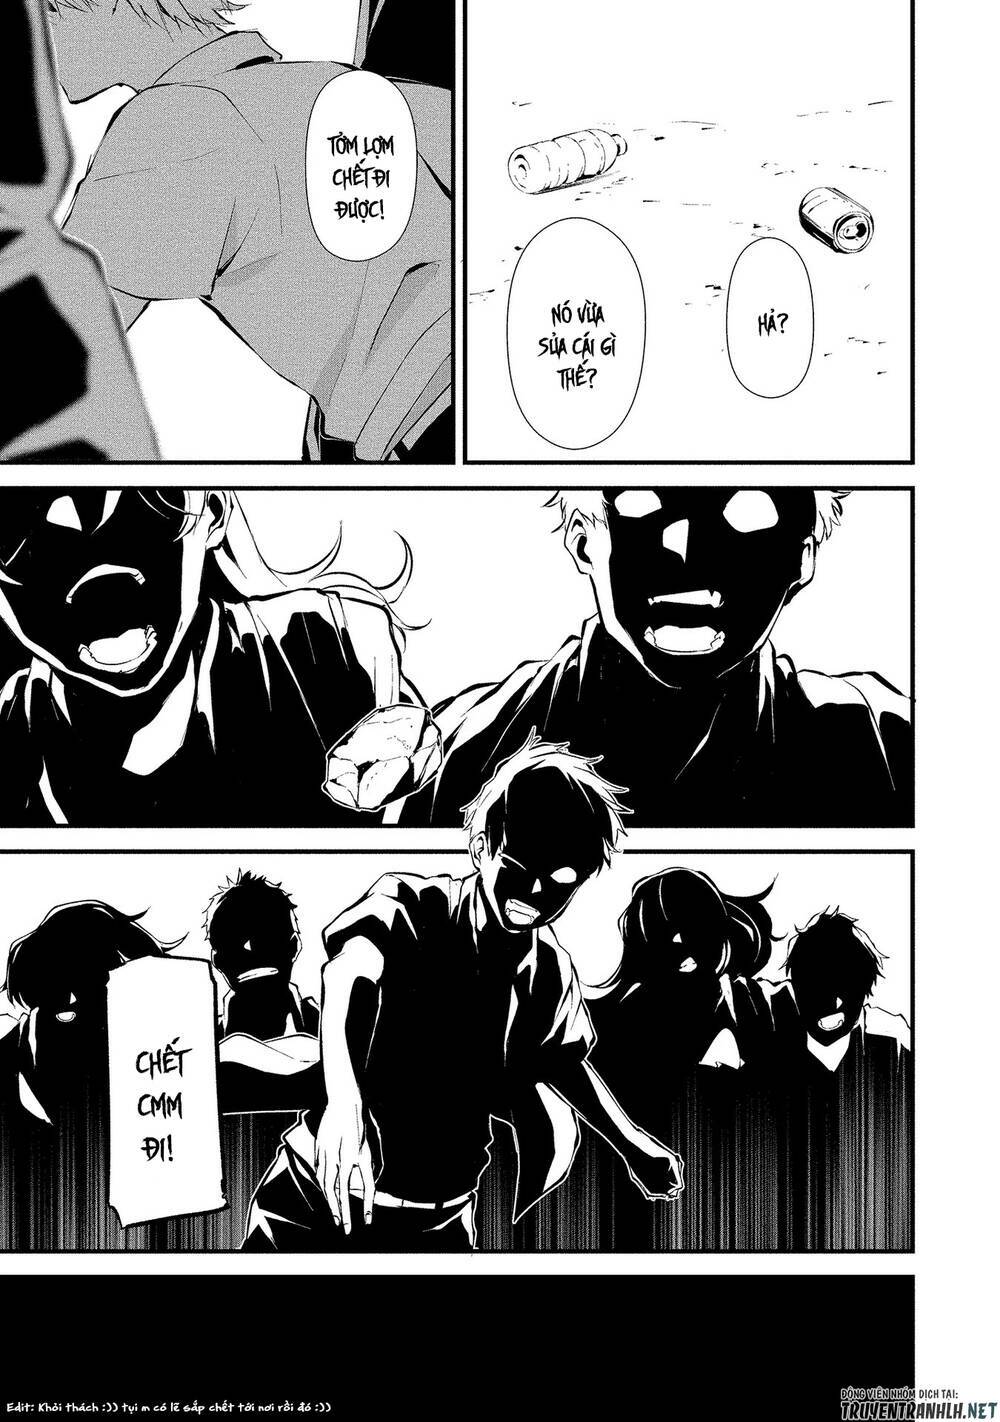 HẢ?
NÓ VỪA
SỦA CÁI GÌ
THẾ?
TỞM LỢM
CHẾT ĐI
ĐƯỢC!
CHẾT
CMM
ĐI!
Edit: Khỏi thách :)) tụi m có lẽ sắp chết tới nơi rồi đó :))
ĐỘNG VIÊN NHÓM DỊCH TẠI:
TRUYENTRANHLH.NET